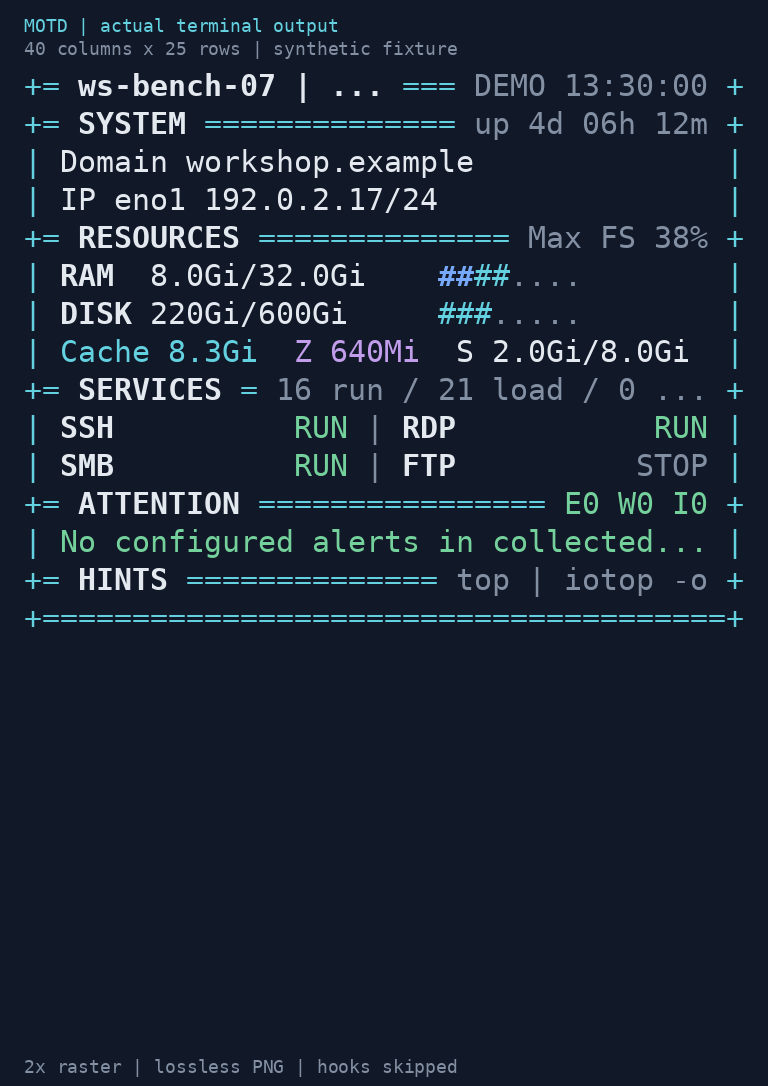 MOTD | actual terminal output
40 columns x 25 rows | synthetic fixture
+= ws-bench-07 | ... === DEMO 13:30:00 +
+= SYSTEM ============== up 4d 06h 12m +
| Domain workshop.example              |
| IP eno1 192.0.2.17/24                |
+= RESOURCES ============== Max FS 38% +
| RAM  8.0Gi/32.0Gi    ####....        |
| DISK 220Gi/600Gi     ###.....        |
| Cache 8.3Gi  Z 640Mi  S 2.0Gi/8.0Gi  |
+= SERVICES = 16 run / 21 load / 0 ... +
| SSH          RUN | RDP           RUN |
| SMB          RUN | FTP          STOP |
+= ATTENTION ================ E0 W0 I0 +
| No configured alerts in collected... |
+= HINTS ============== top | iotop -o +
+======================================+
2x raster | lossless PNG | hooks skipped